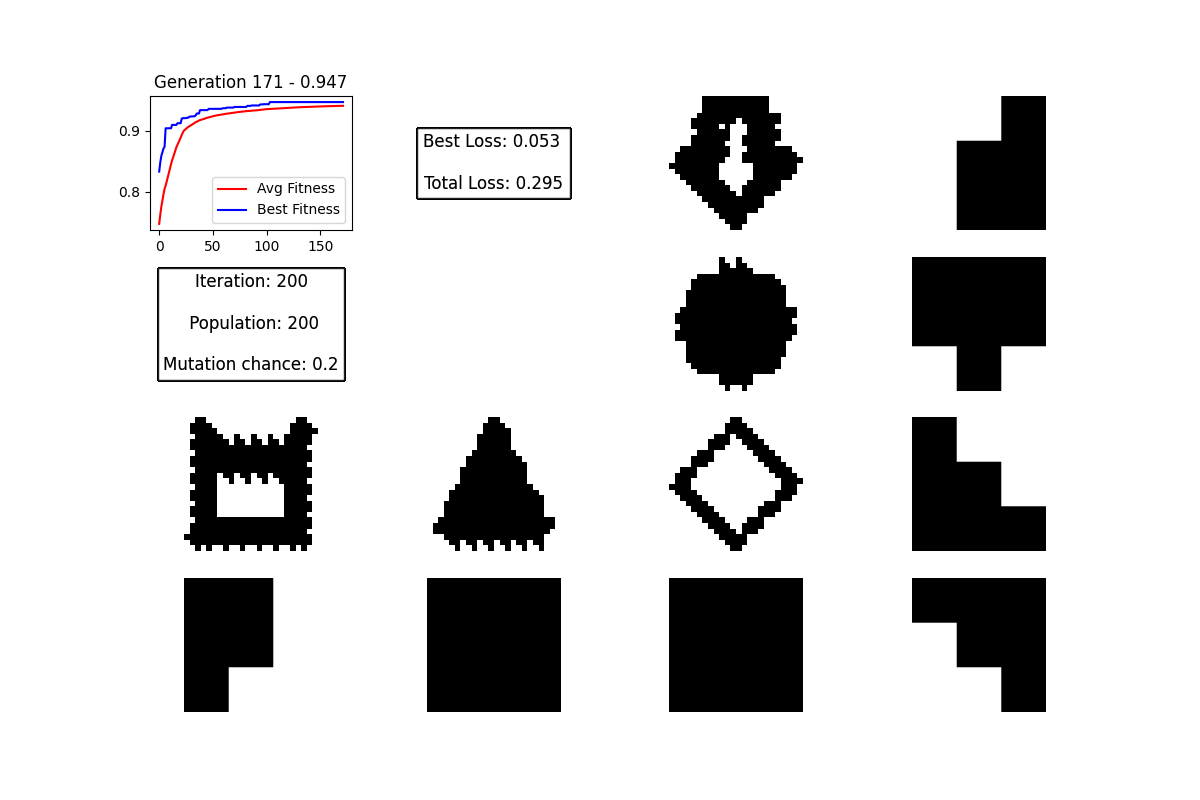 Generation 171 - 0.947
0.9
0.8
Avg Fitness
Best Fitness
0 50 100 150
Best Loss: 0.053
Total Loss: 0.295
Iteration: 200
Population: 200
Mutation chance: 0.2